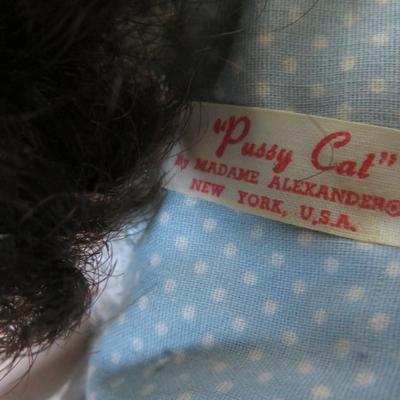 "Pussy Cat"
By MADAME ALEXANDER®
NEW YORK, U.S.A.